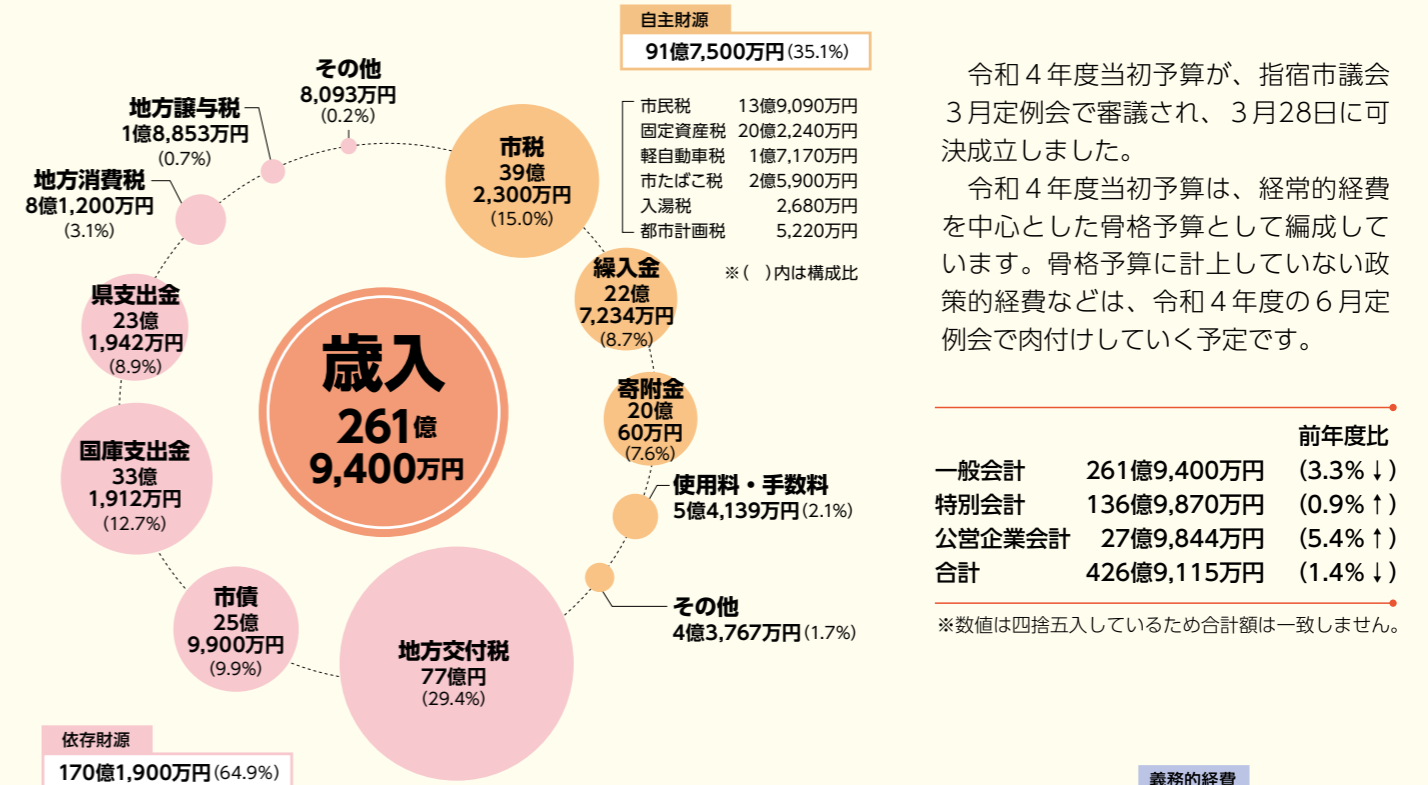 自主財源
91億7,500万円(35.1%)
その他
8,093万円
(0.2%)
地方譲与税
1億8,853万円
(0.7%)
地方消費税
8億1,200万円
(3.1%)
県支出金
23億
1,942万円
(8.9%)
国庫支出金
33億
1,912万円
(12.7%)
市債
25億
9,900万円
(9.9%)
地方交付税
77億円
(29.4%)
依存財源
170億1,900万円(64.9%)
歳入
261億
9,400万円
市税
39億
2,300万円
(15.0%)
市民税 13億9,090万円
固定資産税 20億2,240万円
軽自動車税 1億7,170万円
市たばこ税 2億5,900万円
入湯税 2,680万円
都市計画税 5,220万円
※( )内は構成比
繰入金
22億
7,234万円
(8.7%)
寄附金
20億
60万円
(7.6%)
使用料・手数料
5億4,139万円(2.1%)
その他
4億3,767万円(1.7%)
令和4年度当初予算が、指宿市議会
3月定例会で審議され、3月28日に可
決成立しました。
令和4年度当初予算は、経常的経費
を中心とした骨格予算として編成して
います。骨格予算に計上していない政
策的経費などは、令和4年度の6月定
例会で肉付けしていく予定です。
前年度比
一般会計 261億9,400万円 (3.3%↓)
特別会計 136億9,870万円 (0.9%↑)
公営企業会計 27億9,844万円 (5.4%↑)
合計 426億9,115万円 (1.4%↓)
※数値は四捨五入しているため合計額は一致しません。
義務的経費